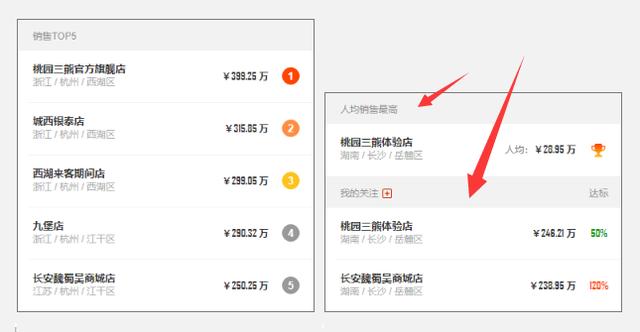 销售TOP5
桃园三熊官方旗舰店
浙江 / 杭州 / 西湖区
￥399.25 万
1
城西银泰店
浙江 / 杭州 / 西湖区
￥315.05 万
2
西湖来客期间店
浙江 / 杭州 / 西湖区
￥299.05 万
3
九堡店
浙江 / 杭州 / 江干区
￥290.32 万
4
长安魏蜀吴商城店
江苏 / 杭州 / 江干区
￥250.25 万
5
人均销售最高
桃园三熊体验店
湖南 / 长沙 / 岳麓区
人均: ￥28.95 万
我的关注
达标
桃园三熊体验店
湖南 / 长沙 / 岳麓区
￥246.21 万
50%
长安魏蜀吴商城店
湖南 / 长沙 / 岳麓区
￥238.95 万
120%